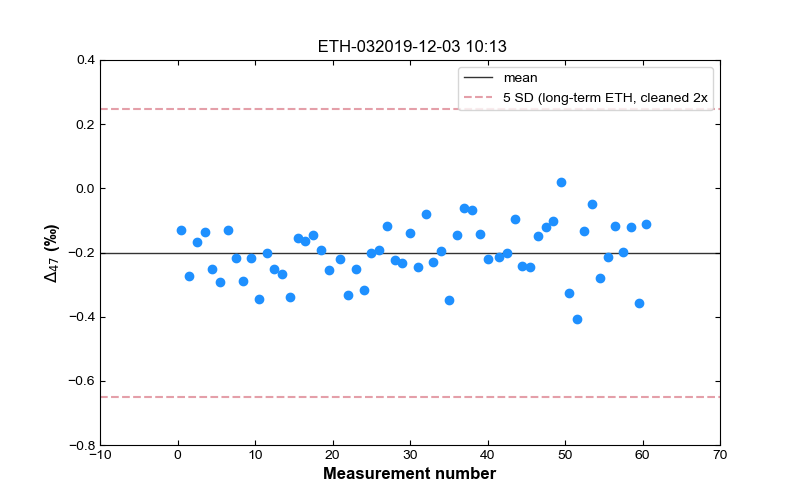 ETH-032019-12-03 10:13
mean
5 SD (long-term ETH, cleaned 2x
0.4
0.2
0.0
−0.2
−0.4
−0.6
−0.8
Δ47 (‰)
−10 0 10 20 30 40 50 60 70
Measurement number